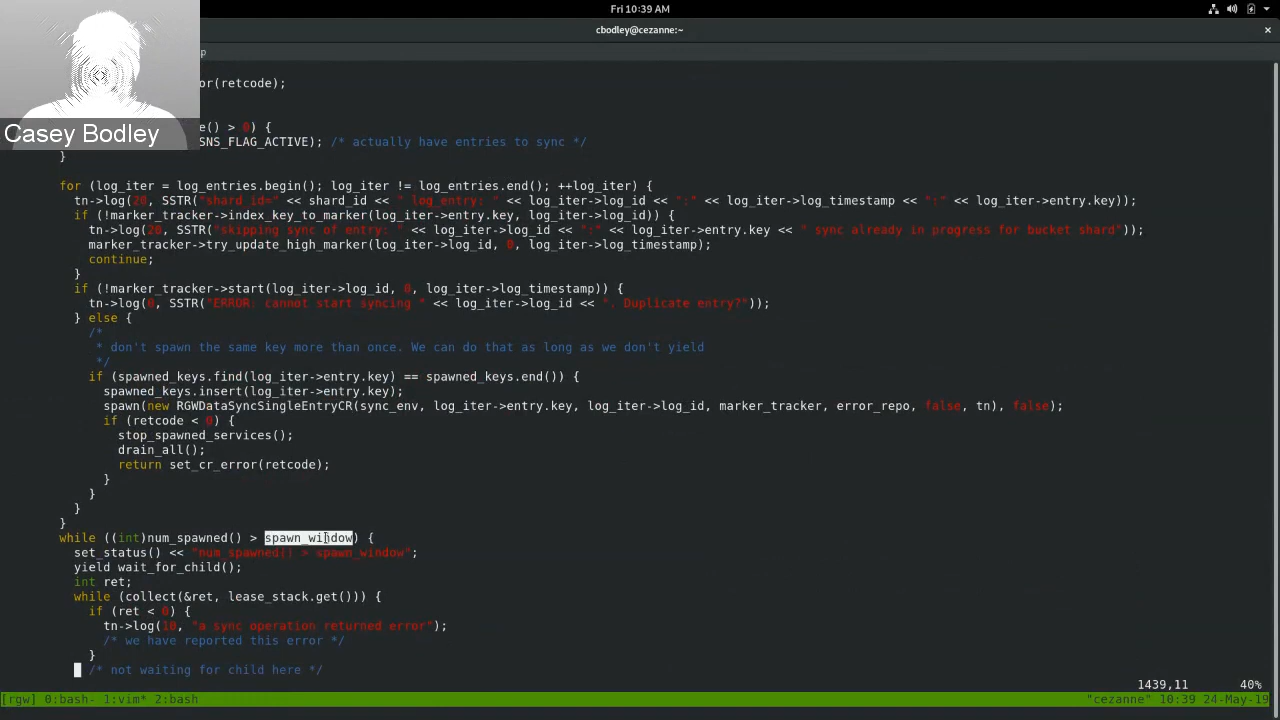 Fri 10:39 AM
cbodley@cezanne:~
p
or(retcode);
e() > 0) {
SNS_FLAG_ACTIVE); /* actually have entries to sync */
}
for (log_iter = log_entries.begin(); log_iter != log_entries.end(); ++log_iter) {
tn->log(20, SSTR("shard_id=" << shard_id << " log_entry: " << log_iter->log_id << ":" << log_iter->log_timestamp << ":" << log_iter->entry.key));
if (!marker_tracker->index_key_to_marker(log_iter->entry.key, log_iter->log_id)) {
tn->log(20, SSTR("skipping sync of entry: " << log_iter->log_id << ":" << log_iter->entry.key << " sync already in progress for bucket shard"));
marker_tracker->try_update_high_marker(log_iter->log_id, 0, log_iter->log_timestamp);
continue;
}
if (!marker_tracker->start(log_iter->log_id, 0, log_iter->log_timestamp)) {
tn->log(0, SSTR("ERROR: cannot start syncing " << log_iter->log_id << ". Duplicate entry?"));
} else {
/*
* don't spawn the same key more than once. We can do that as long as we don't yield
*/
if (spawned_keys.find(log_iter->entry.key) == spawned_keys.end()) {
spawned_keys.insert(log_iter->entry.key);
spawn(new RGWDataSyncSingleEntryCR(sync_env, log_iter->entry.key, log_iter->log_id, marker_tracker, error_repo, false, tn), false);
if (retcode < 0) {
stop_spawned_services();
drain_all();
return set_cr_error(retcode);
}
}
}
}
while ((int)num_spawned() > spawn_window) {
set_status() << "num_spawned() > spawn_window";
yield wait_for_child();
int ret;
while (collect(&ret, lease_stack.get())) {
if (ret < 0) {
tn->log(10, "a sync operation returned error");
/* we have reported this error */
}
/* not waiting for child here */
1439,11 40%
[rgw] 0:bash- 1:vim* 2:bash "cezanne" 10:39 24-May-19
Casey Bodley